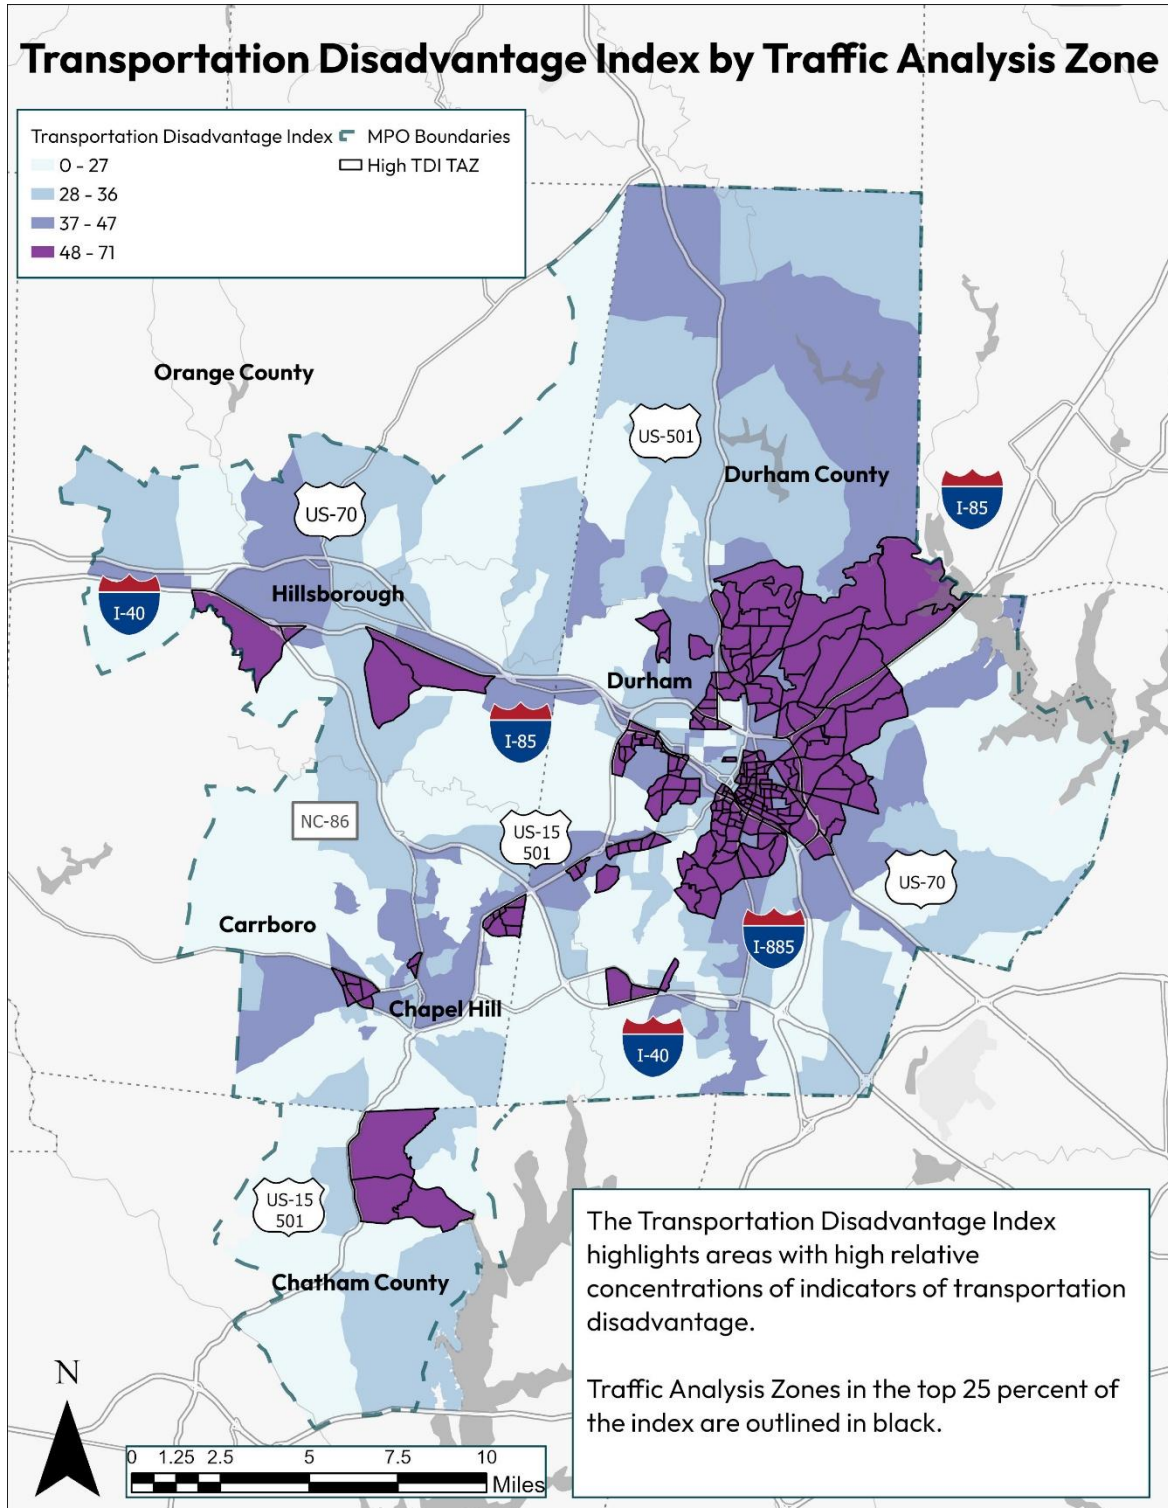 Transportation Disadvantage Index by Traffic Analysis Zone
Transportation Disadvantage Index
0 - 27
28 - 36
37 - 47
48 - 71
MPO Boundaries
High TDI TAZ
Orange County
US-501
Durham County
I-85
US-70
Hillsborough
I-40
Durham
I-85
NC-86
US-15
501
US-70
Carrboro
I-885
Chapel Hill
I-40
US-15
501
Chatham County
The Transportation Disadvantage Index
highlights areas with high relative
concentrations of indicators of transportation
disadvantage.
Traffic Analysis Zones in the top 25 percent of
the index are outlined in black.
N
0 1.25 2.5 5 7.5 10
Miles